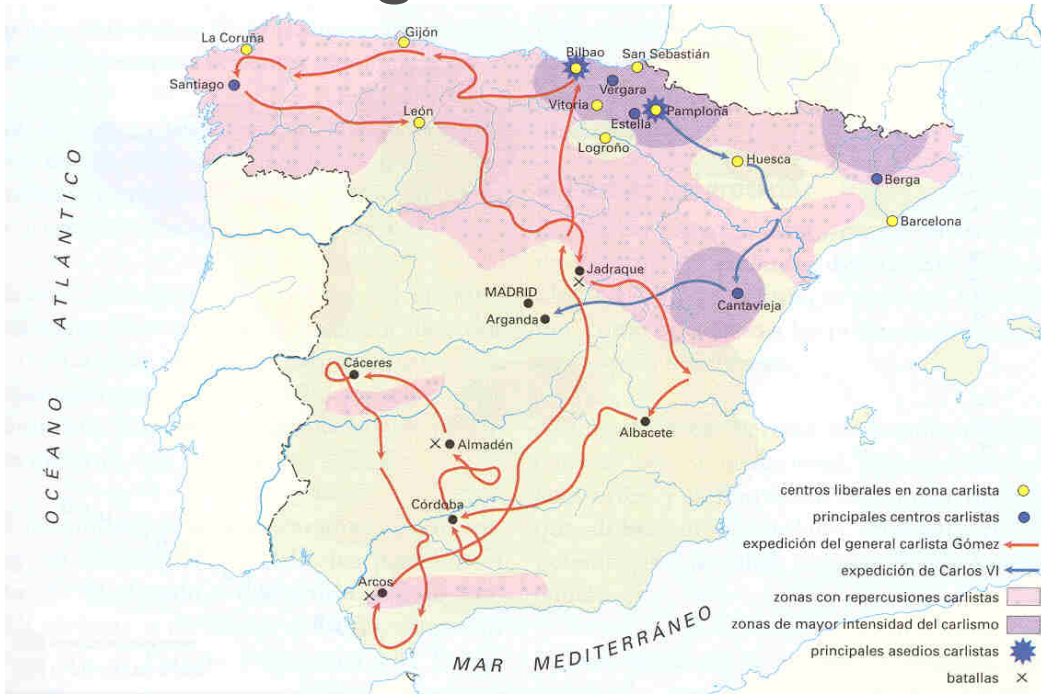 La Coruña
Gijón
Bilbao
San Sebastián
Santiago
Vergara
León
Vitoria
Pamplona
Estella
Logroño
Huesca
Berga
Barcelona
OCÉANO ATLÁNTICO
Jadraque
MADRID
Arganda
Cantavieja
Cáceres
Albacete
Almadén
Córdoba
Arcos
MAR MEDITERRÁNEO
centros liberales en zona carlista
principales centros carlistas
expedición del general carlista Gómez
expedición de Carlos VI
zonas con repercusiones carlistas
zonas de mayor intensidad del carlismo
principales asedios carlistas
batallas